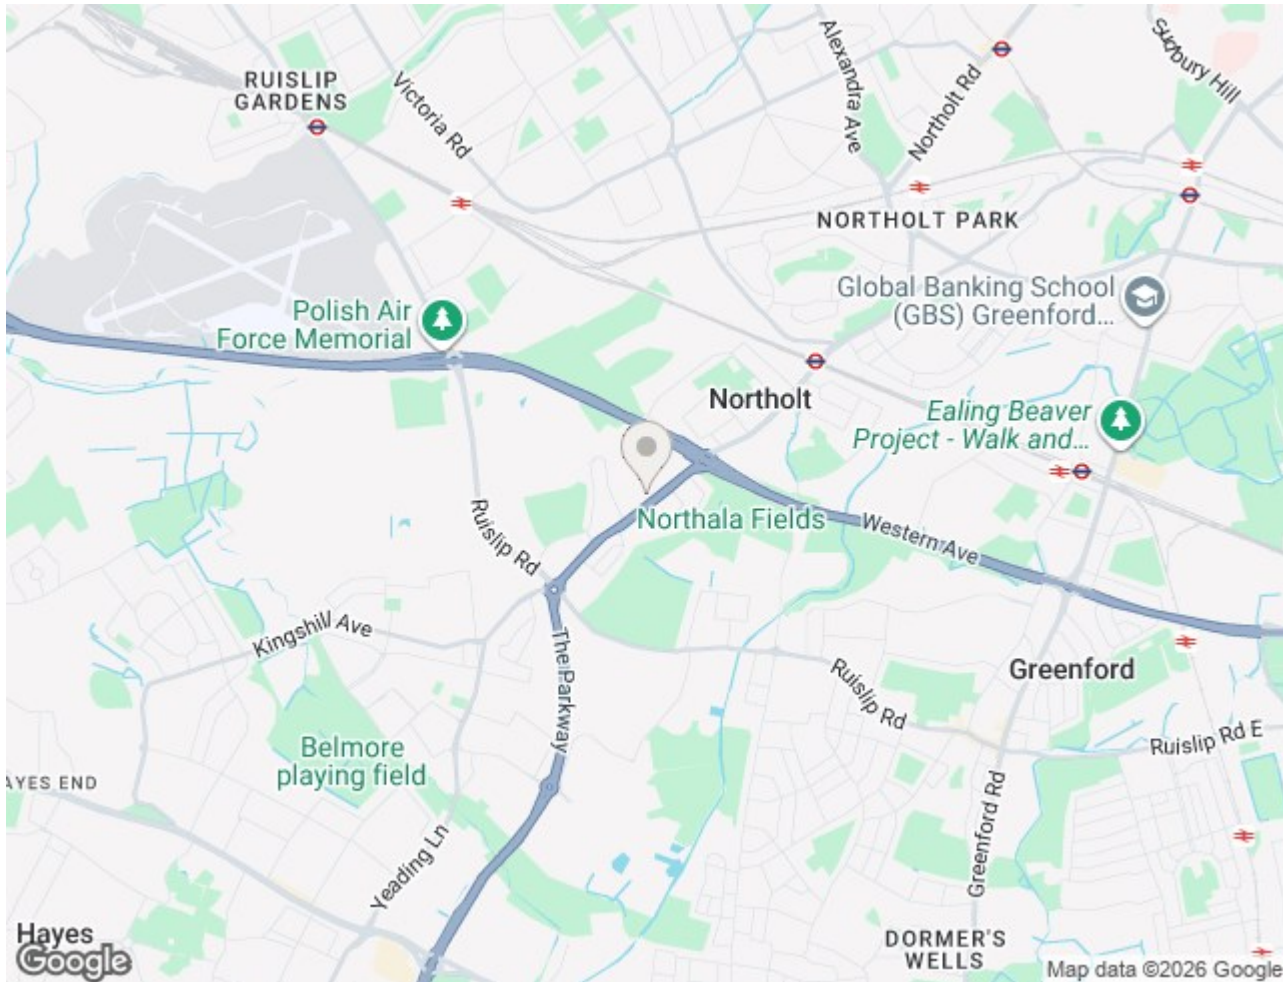 RUISLIP
GARDENS
Victoria Rd
Alexandra Ave
Northolt Rd
Sudbury Hill
NORTHOLT PARK
Global Banking School
(GBS) Greenford...
Polish Air
Force Memorial
Northolt
Ealing Beaver
Project - Walk and...
Northala Fields
Western Ave
Ruislip Rd
Kingshill Ave
The Parkway
Ruislip Rd
Greenford
Ruislip Rd E
Belmore
playing field
AYES END
Yeading Ln
Greenford Rd
Hayes
DORMER'S
WELLS
Google
Map data ©2026 Google